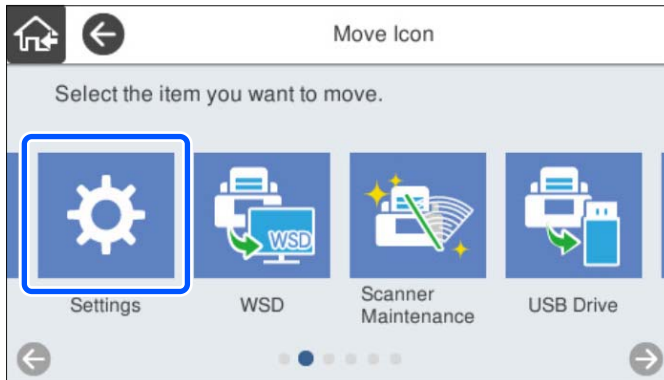 Move Icon
Select the item you want to move.
WSD
Settings
WSD
Scanner
Maintenance
USB Drive